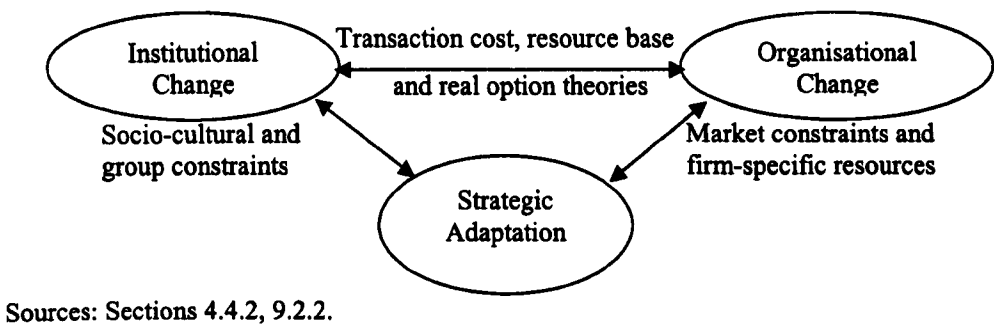 Institutional
Change
Transaction cost, resource base
and real option theories
Organisational
Change
Socio-cultural and
group constraints
Market constraints and
firm-specific resources
Strategic
Adaptation
Sources: Sections 4.4.2, 9.2.2.